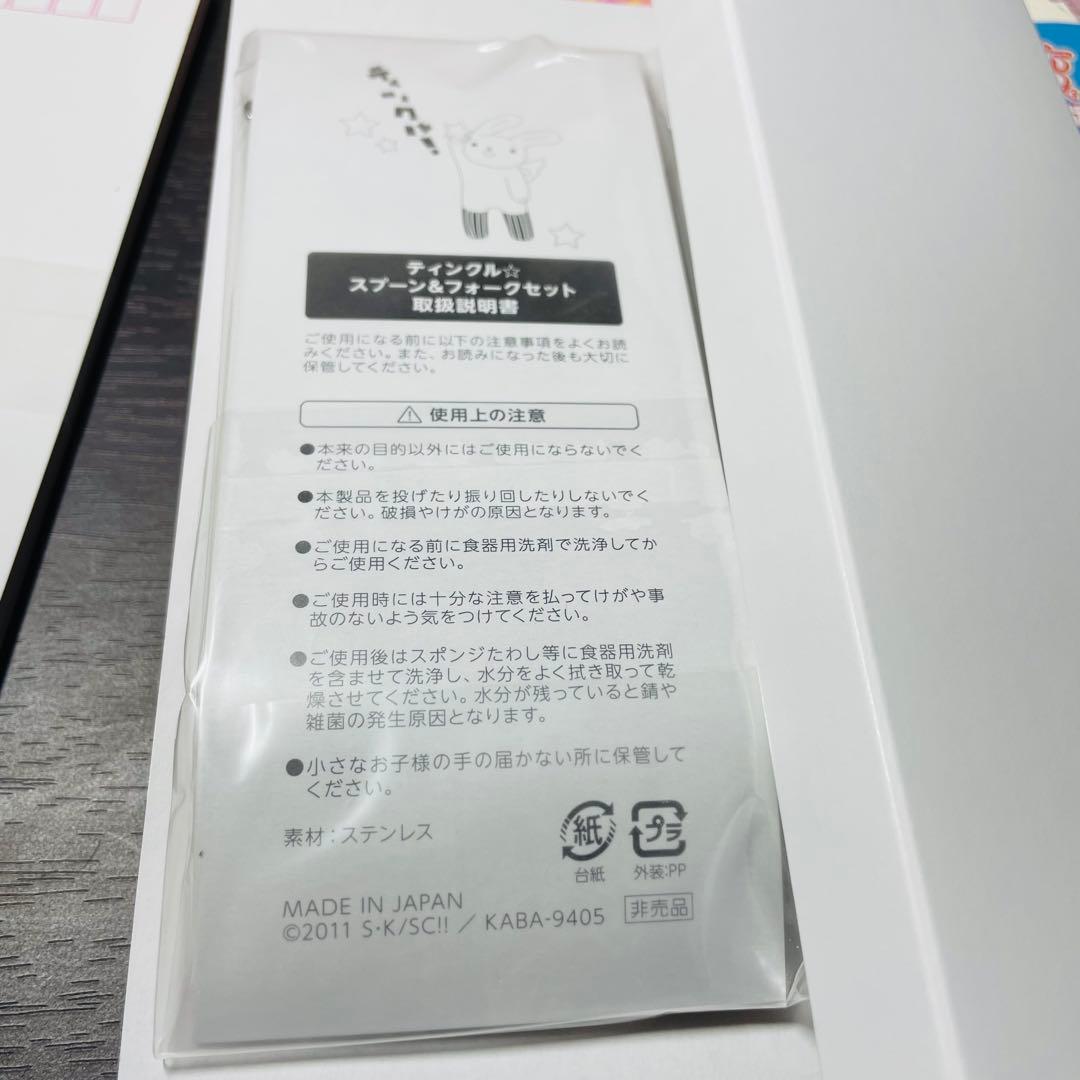 ティンクル☆
スプーン&フォークセット
取扱説明書
ご使用になる前に以下の注意事項をよくお読
みください。また、お読みになった後も大切に
保管してください。
⚠ 使用上の注意
●本来の目的以外にはご使用にならないでく
ださい。
●本製品を投げたり振り回したりしないでく
ださい。破損やけがの原因となります。
●ご使用になる前に食器用洗剤で洗浄してか
らご使用ください。
●ご使用時には十分な注意を払ってけがや事
故のないよう気をつけてください。
●ご使用後はスポンジたわし等に食器用洗剤
を含ませて洗浄し、水分をよく拭き取って乾
燥させてください。水分が残っていると錆や
雑菌の発生原因となります。
●小さなお子様の手の届かない所に保管して
ください。
素材:ステンレス
紙
台紙
プラ
外装:PP
MADE IN JAPAN
©2011 S・K/SC!! / KABA-9405
非売品